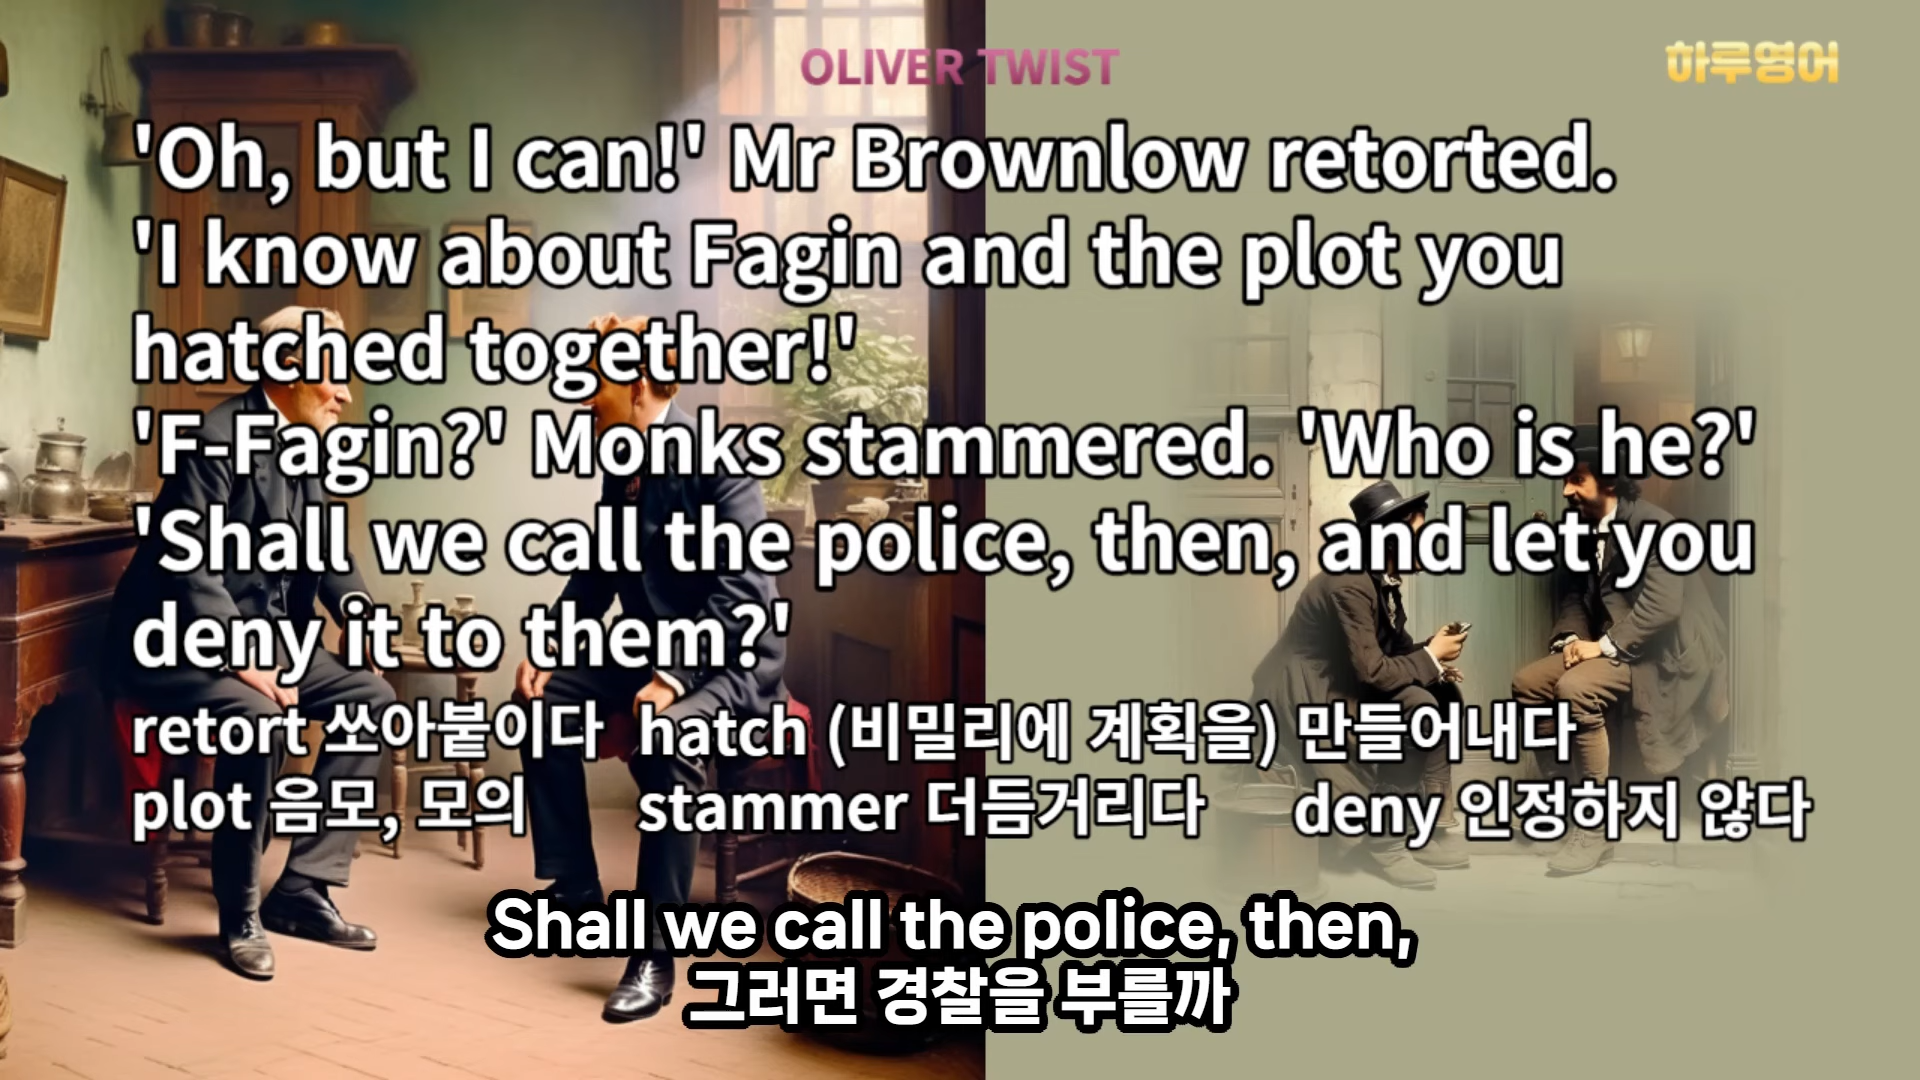 OLIVER TWIST
하루영어
'Oh, but I can!' Mr Brownlow retorted.
'I know about Fagin and the plot you
hatched together!'
'F-Fagin?' Monks stammered. 'Who is he?'
'Shall we call the police, then, and let you
deny it to them?'
retort 쏘아붙이다 hatch (비밀리에 계획을) 만들어내다
plot 음모, 모의 stammer 더듬거리다 deny 인정하지 않다
Shall we call the police, then,
그러면 경찰을 부를까